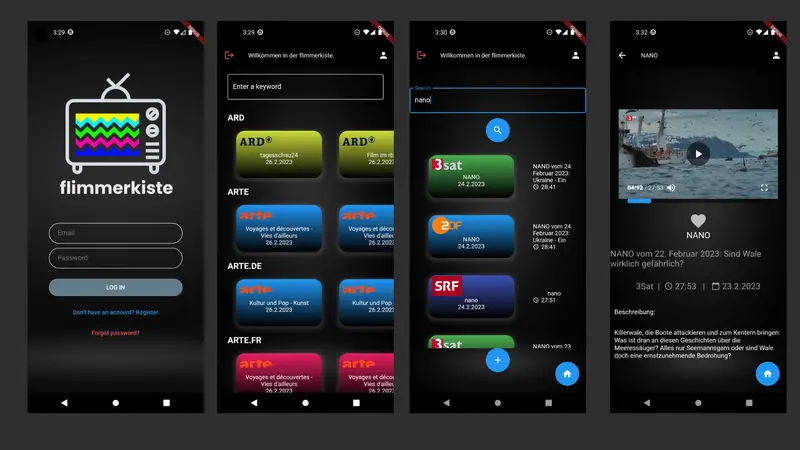 3:29
flimmerkiste
Email
Password
LOG IN
Don't have an account? Register
Forgot password?
3:29
Willkommen in der flimmerkiste.
Enter a keyword
ARD
ARD
tagesschau24
26.2.2023
ARD
Film im rb
26.2.2023
ARTE
arte
Voyages et découvertes -
Vies d'ailleurs
26.2.2023
arte
Voyages et déco
Vies d'ailleu
26.2.2023
ARTE.DE
arte
Kultur und Pop - Kunst
26.2.2023
arte
Kultur und Pop
26.2.2023
ARTE.FR
arte
Voyages et découvertes -
Vies d'ailleurs
26.2.2023
arte
Voyages et déco
Vies d'ailleu
26.2.2023
3:30
Willkommen in der flimmerkiste.
Search
nano
3sat
NANO
24.2.2023
NANO vom 24.
Februar 2023:
Ukraine - Ein
28:41
ZDF
NANO
24.2.2023
NANO vom 24.
Februar 2023:
Ukraine - Ein
28:41
SRF
nano
24.2.2023
nano
27:51
3sat
NANO vom 23.
3:32
NANO
3sat
27:53
NANO
NANO vom 22. Februar 2023: Sind Wale
wirklich gefährlich?
3Sat | 27:53 | 23.2.2023
Beschreibung:
Killerwale, die Boote attackieren und zum Kentern bringen:
Was ist dran an diesen Geschichten über die
Meeressäuger? Alles nur Seemannsgarn oder sind Wale
doch eine ernstzunehmende Bedrohung?